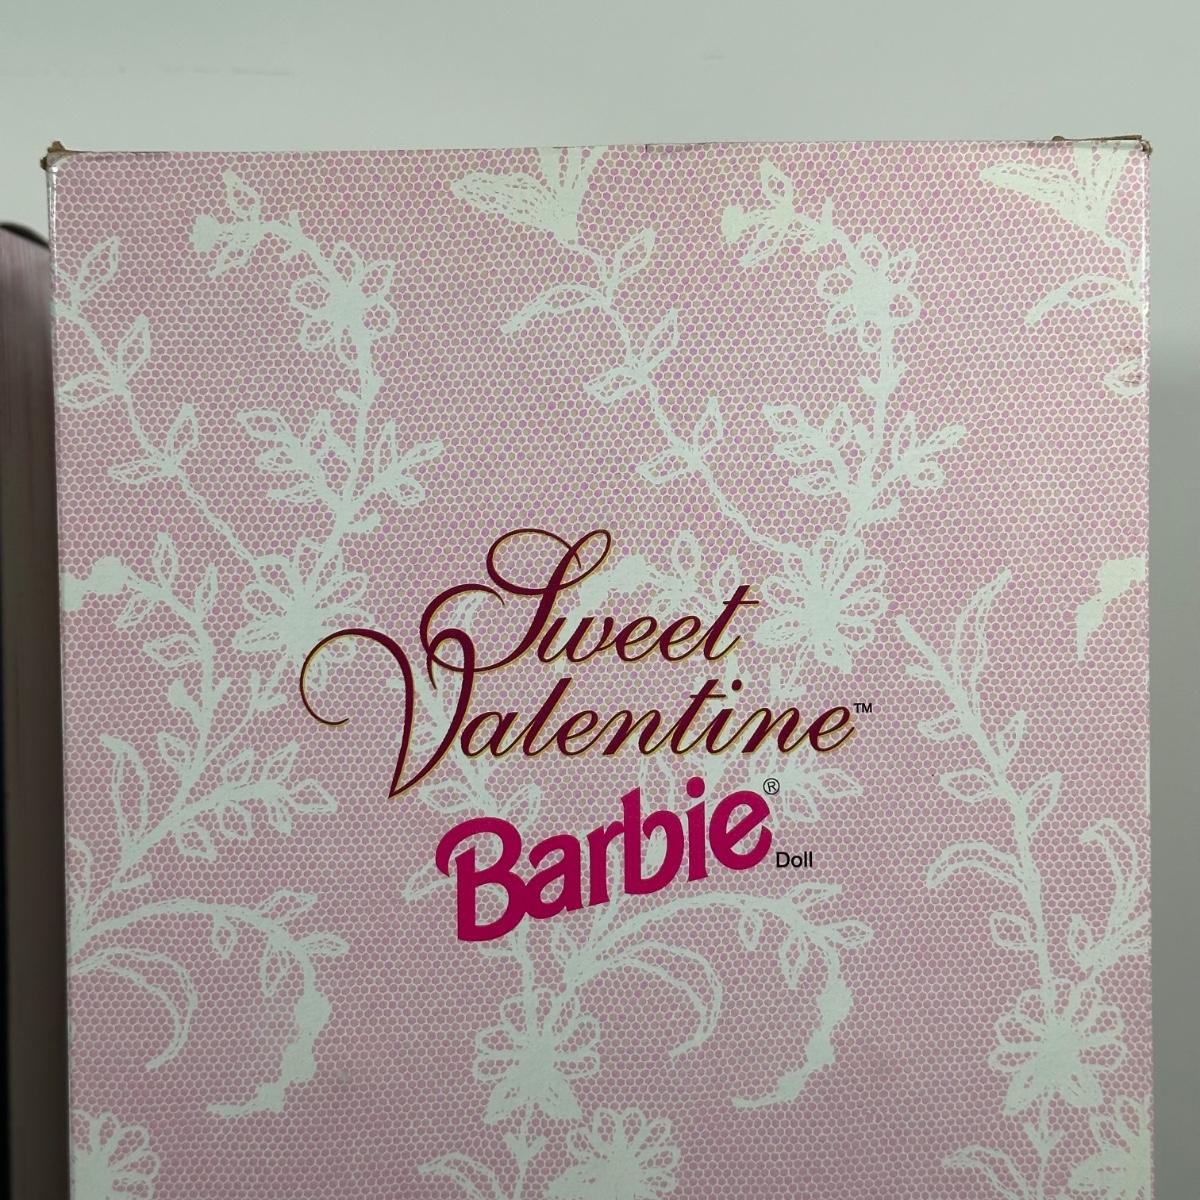 Sweet
Valentine™
Barbie®
Doll